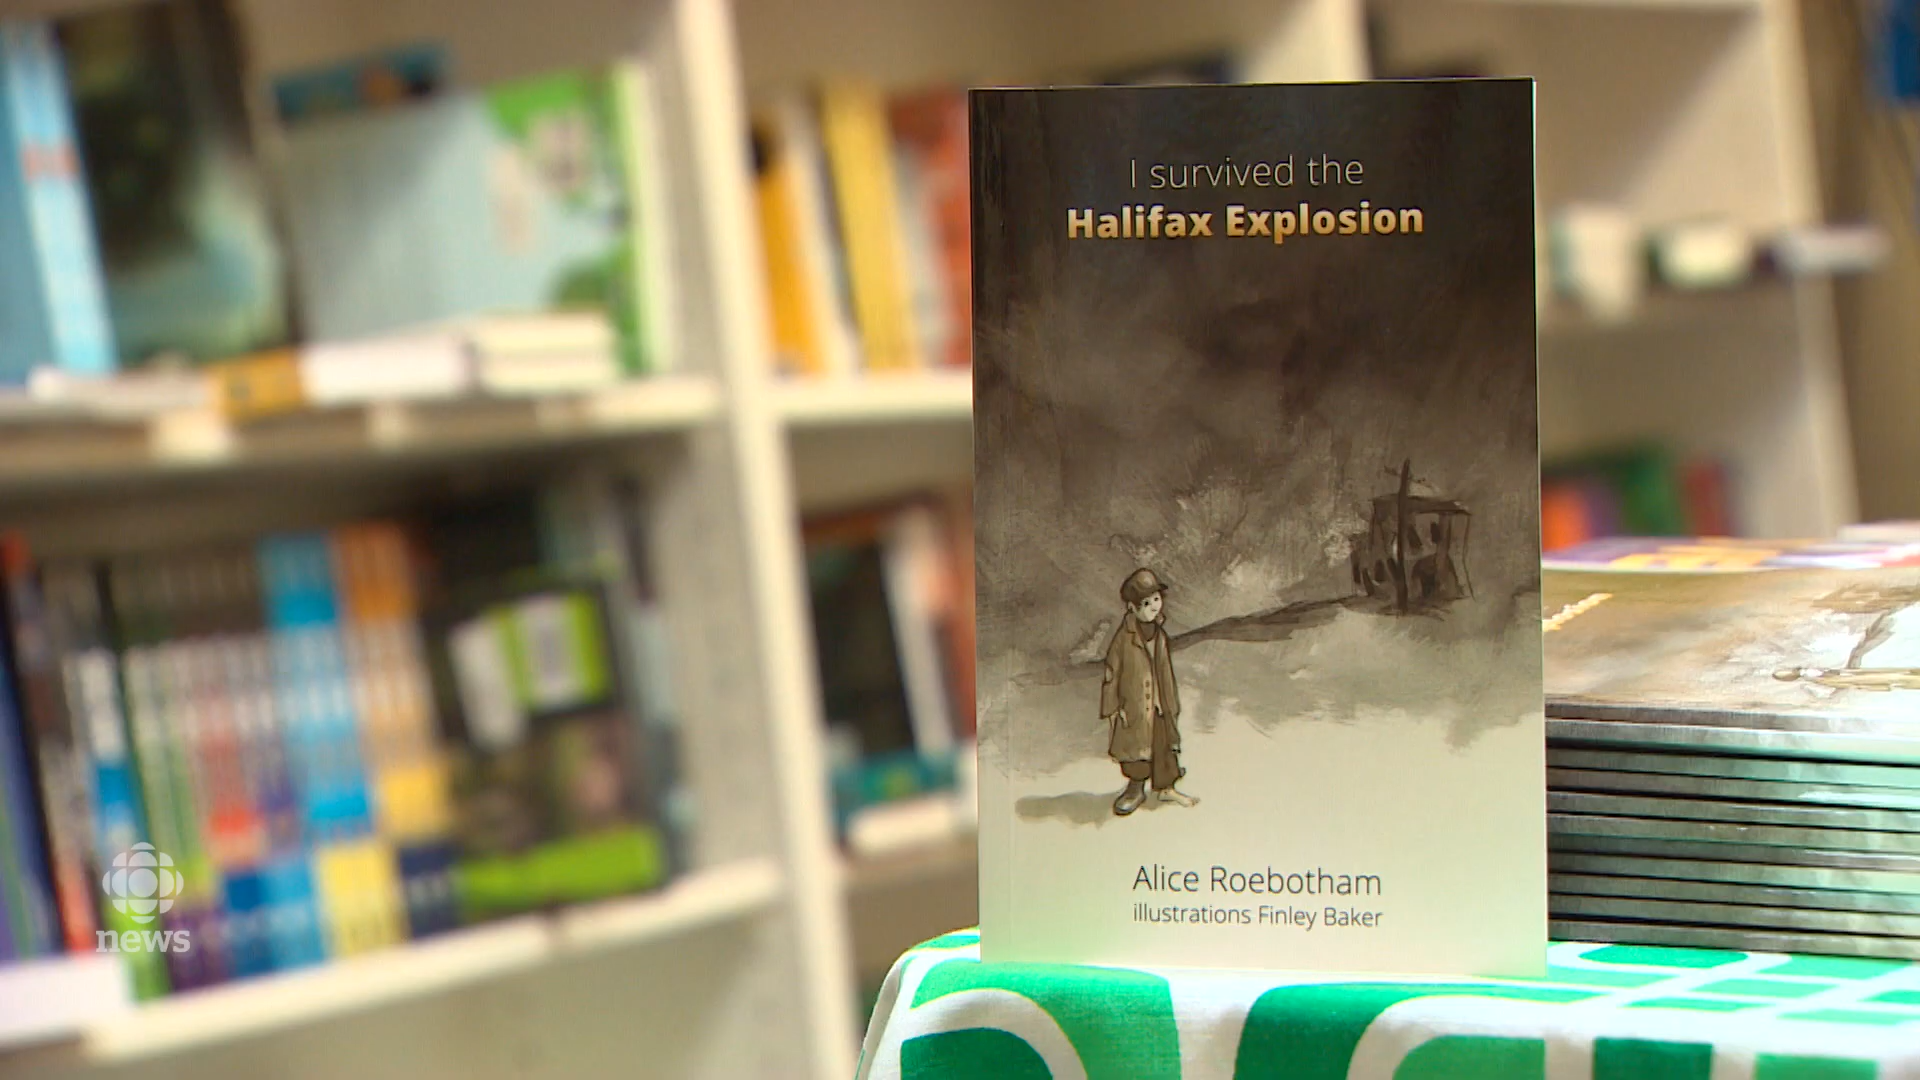 I survived the
Halifax Explosion
Alice Roebotham
illustrations Finley Baker
news